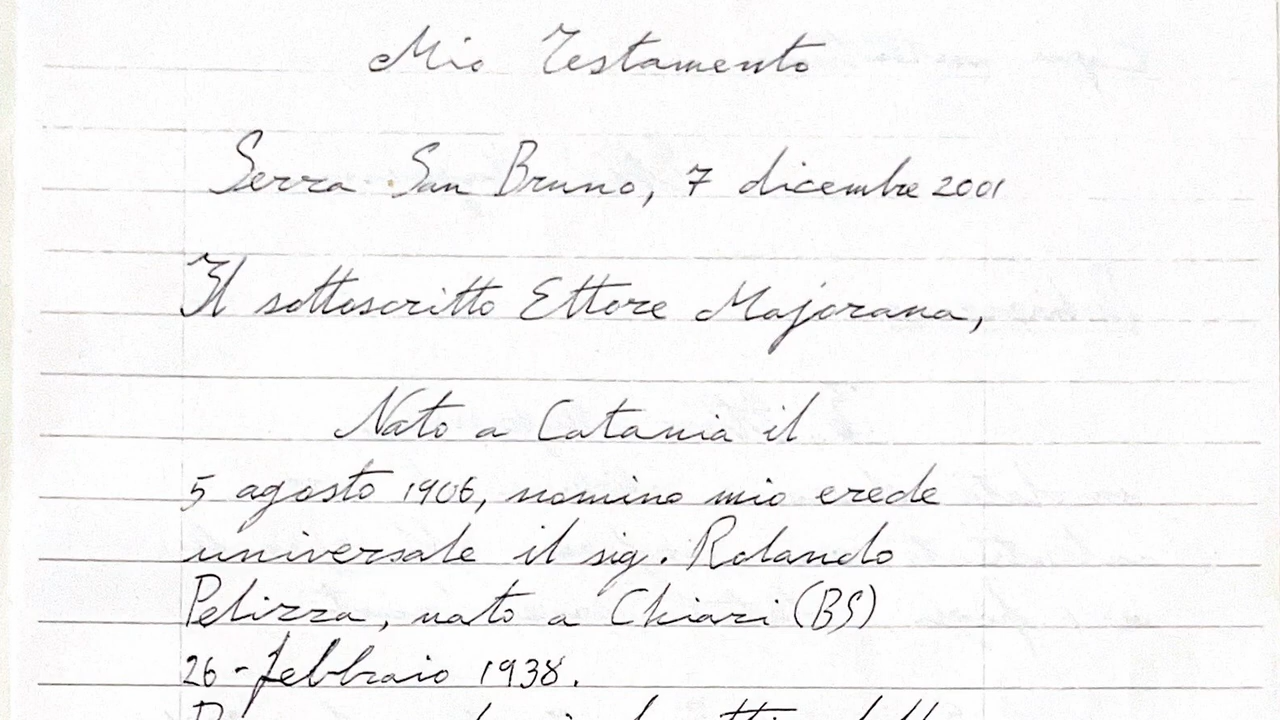 Mio Testamento
Serra San Bruno, 7 dicembre 2001
Il sottoscritto Ettore Majorana,
Nato a Catania il
5 agosto 1906, nomino mio erede
universale il sig. Rolando
Pelizza, nato a Chiari (BS)
26-febbraio 1938.